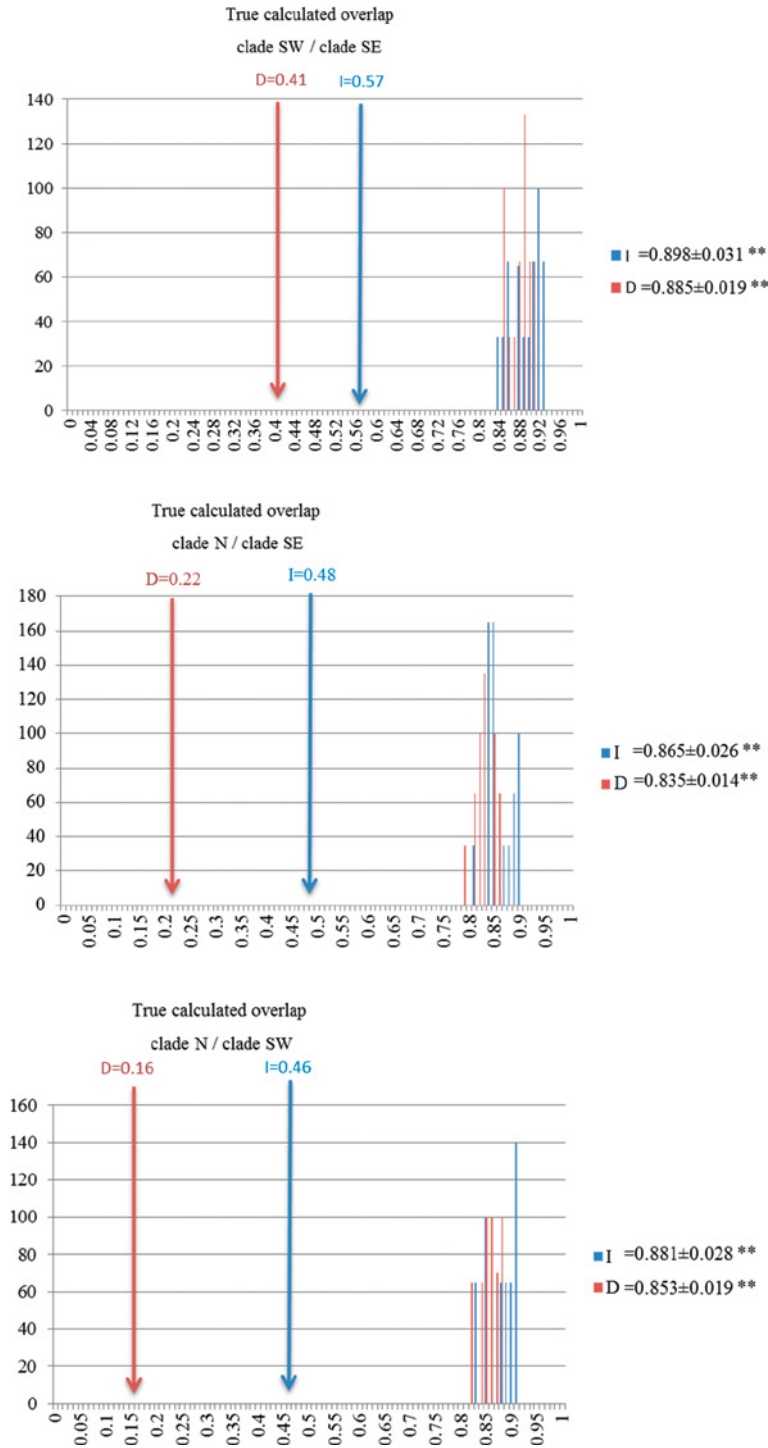 True calculated overlap
clade SW / clade SE
D=0.41 I=0.57
140
120
100
80
60
40
20
0
0 0.04 0.08 0.12 0.16 0.2 0.24 0.28 0.32 0.36 0.4 0.44 0.48 0.52 0.56 0.6 0.64 0.68 0.72 0.76 0.8 0.84 0.88 0.92 0.96 1
I =0.898±0.031 **
D =0.885±0.019 **
True calculated overlap
clade N / clade SE
D=0.22 I=0.48
180
160
140
120
100
80
60
40
20
0
0 0.05 0.1 0.15 0.2 0.25 0.3 0.35 0.4 0.45 0.5 0.55 0.6 0.65 0.7 0.75 0.8 0.85 0.9 0.95 1
I =0.865±0.026 **
D =0.835±0.014**
True calculated overlap
clade N / clade SW
D=0.16 I=0.46
160
140
120
100
80
60
40
20
0
0 0.05 0.1 0.15 0.2 0.25 0.3 0.35 0.4 0.45 0.5 0.55 0.6 0.65 0.7 0.75 0.8 0.85 0.9 0.95 1
I =0.881±0.028 **
D =0.853±0.019 **